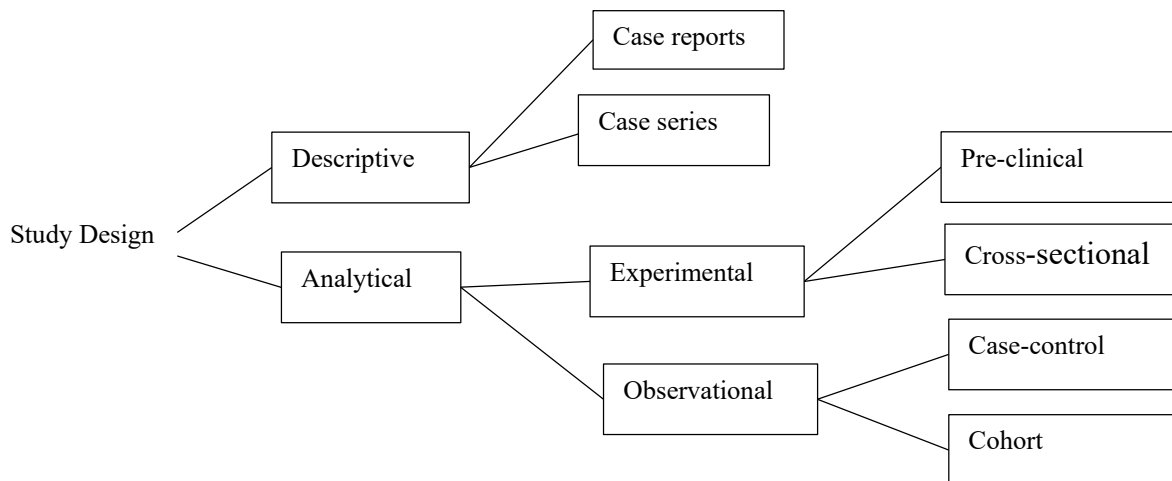 Case reports
Case series
Descriptive
Pre-clinical
Study Design
Cross-sectional
Analytical
Experimental
Case-control
Observational
Cohort